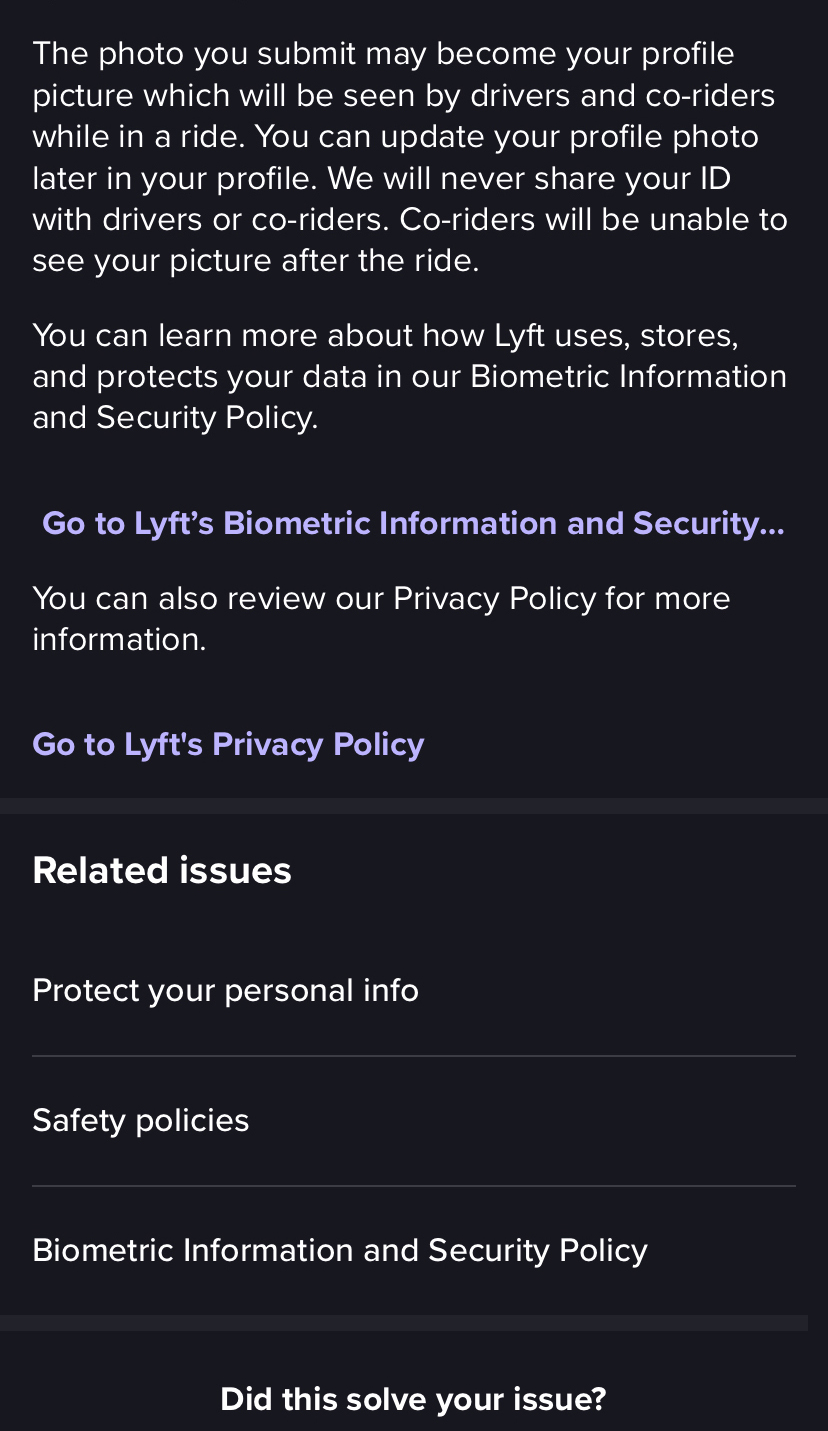 The photo you submit may become your profile
picture which will be seen by drivers and co-riders
while in a ride. You can update your profile photo
later in your profile. We will never share your ID
with drivers or co-riders. Co-riders will be unable to
see your picture after the ride.
You can learn more about how Lyft uses, stores,
and protects your data in our Biometric Information
and Security Policy.
Go to Lyft’s Biometric Information and Security...
You can also review our Privacy Policy for more
information.
Go to Lyft's Privacy Policy
Related issues
Protect your personal info
Safety policies
Biometric Information and Security Policy
Did this solve your issue?